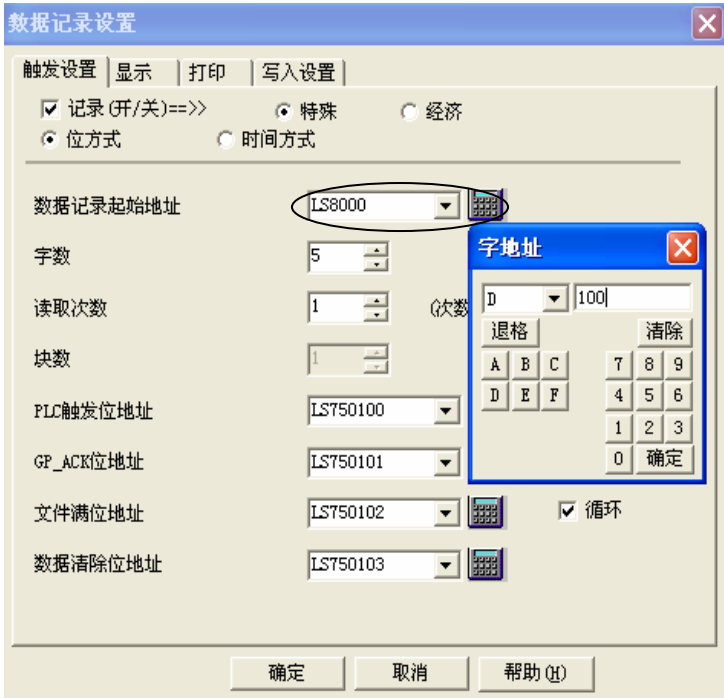 数据记录设置
触发设置 显示 打印 写入设置
记录(开/关)==>> 特殊 经济
位方式 时间方式
数据记录起始地址 LS8000
字数 5
读取次数 1 (次数
块数 1
PLC触发位地址 LS750100
GP_ACK位地址 LS750101
文件满位地址 LS750102 循环
数据清除位地址 LS750103
确定 取消 帮助(H)
字地址
D 100
退格 清除
A B C 7 8 9
D E F 4 5 6
1 2 3
0 确定